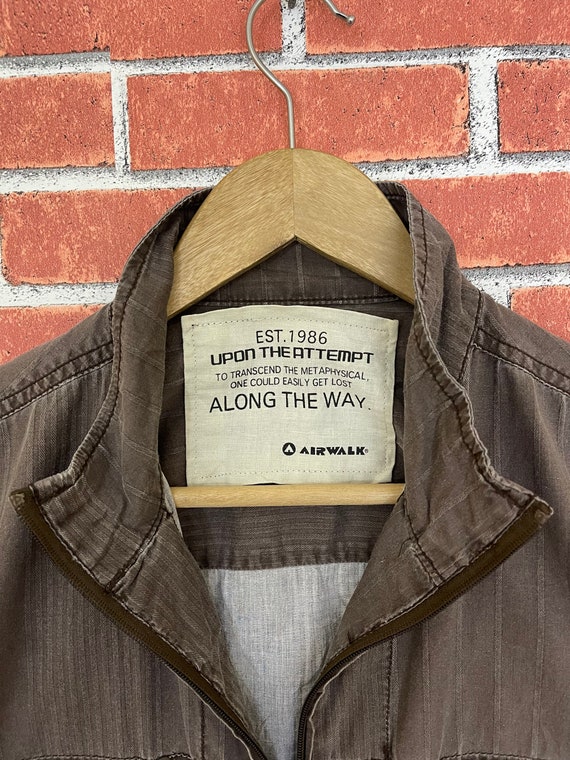 EST.1986
UPON THE ATTEMPT
TO TRANSCEND THE METAPHYSICAL,
ONE COULD EASILY GET LOST
ALONG THE WAY.
AIRWALK®